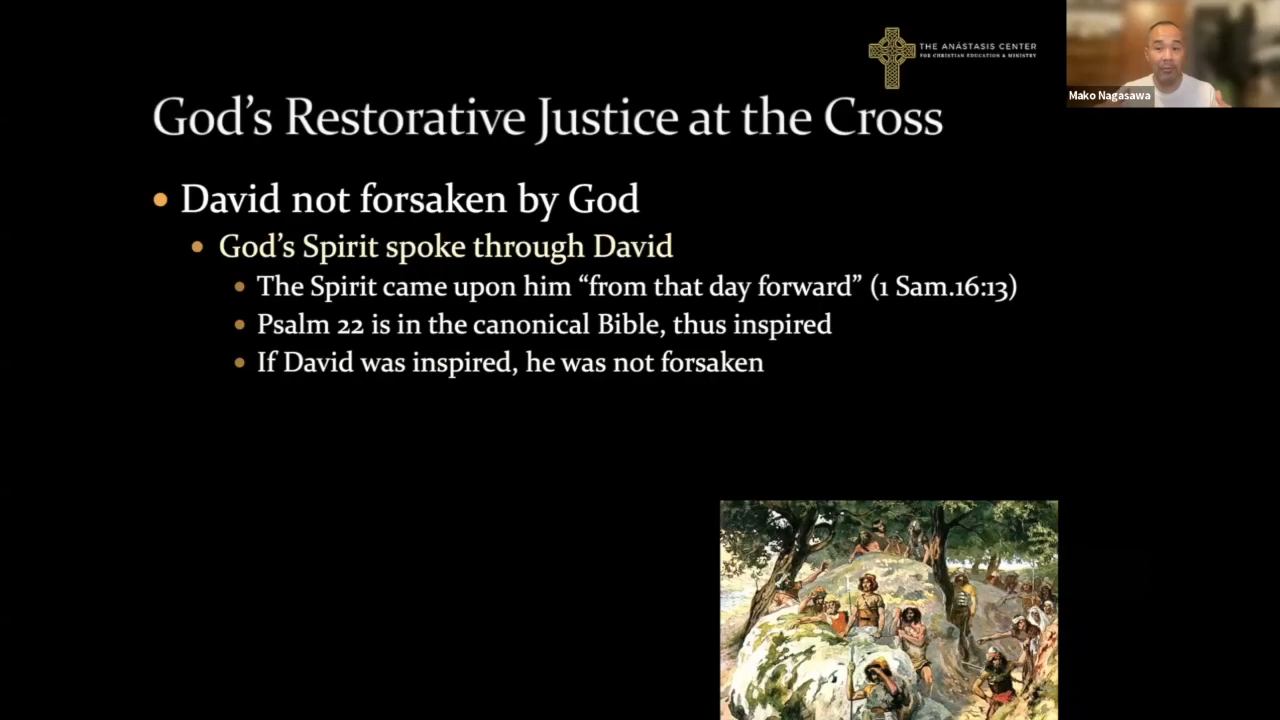 THE ANÁSTASIS CENTER
FOR CHRISTIAN EDUCATION & MINISTRY
Mako Nagasawa
God's Restorative Justice at the Cross
David not forsaken by God
God's Spirit spoke through David
The Spirit came upon him “from that day forward” (1 Sam.16:13)
Psalm 22 is in the canonical Bible, thus inspired
If David was inspired, he was not forsaken